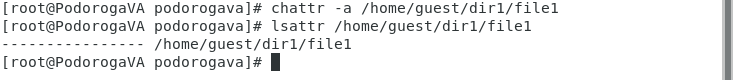 [root@PodorogaVA podorogava]# chattr -a /home/guest/dir1/file1
[root@PodorogaVA podorogava]# lsattr /home/guest/dir1/file1
---------------- /home/guest/dir1/file1
[root@PodorogaVA podorogava]#